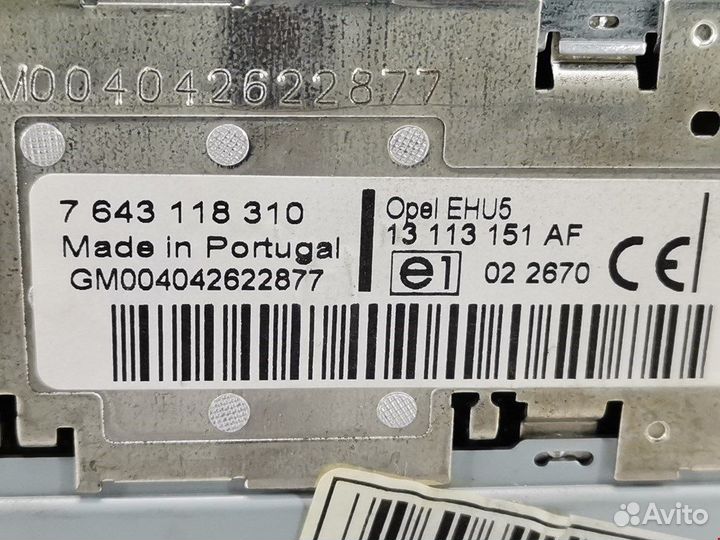 M004042622877
7 643 118 310
Made in Portugal
GM004042622877
Opel EHU5
13 113 151 AF
e1 02 2670 CE
Avito